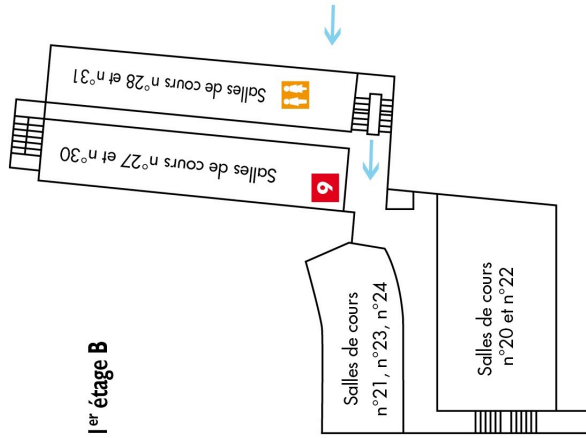 1er étage B
Salles de cours n°28 et n°31
Salles de cours n°27 et n°30
Salles de cours
n°21, n°23, n°24
Salles de cours
n°20 et n°22